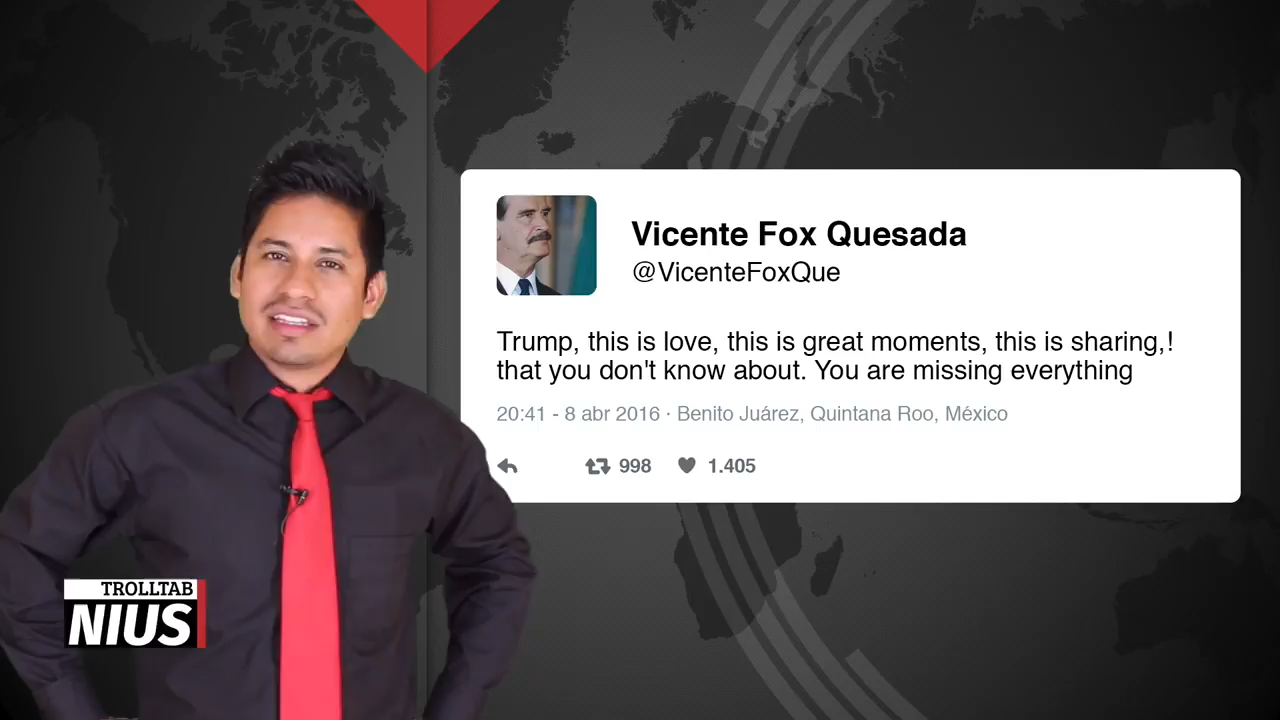 Vicente Fox Quesada
@VicenteFoxQue
Trump, this is love, this is great moments, this is sharing,!
that you don't know about. You are missing everything
20:41 - 8 abr 2016 · Benito Juárez, Quintana Roo, México
998 1.405
TROLLTAB
NIUS